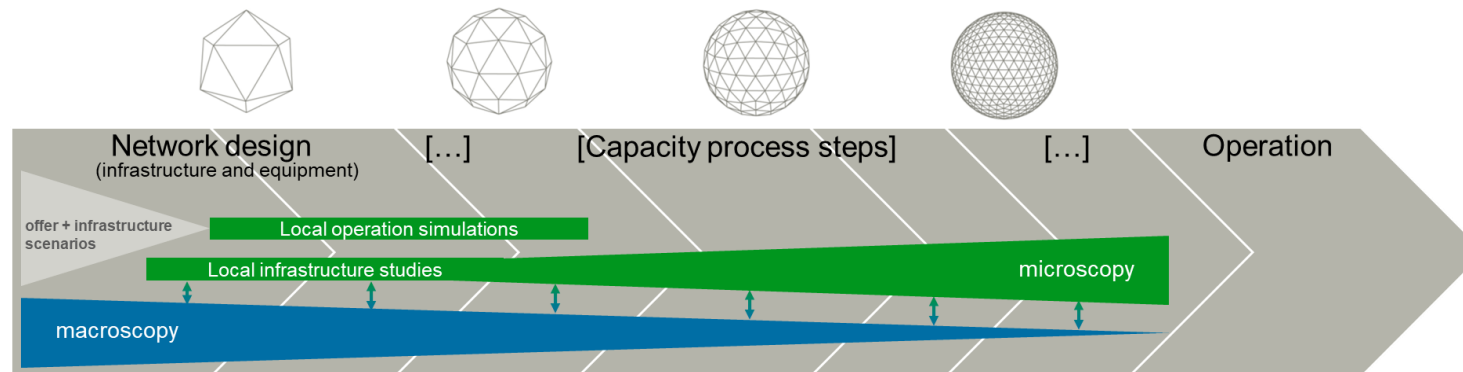 Network design
(infrastructure and equipment)
[…]
[Capacity process steps]
[…]
Operation
offer + infrastructure
scenarios
Local operation simulations
Local infrastructure studies
microscopy
macroscopy